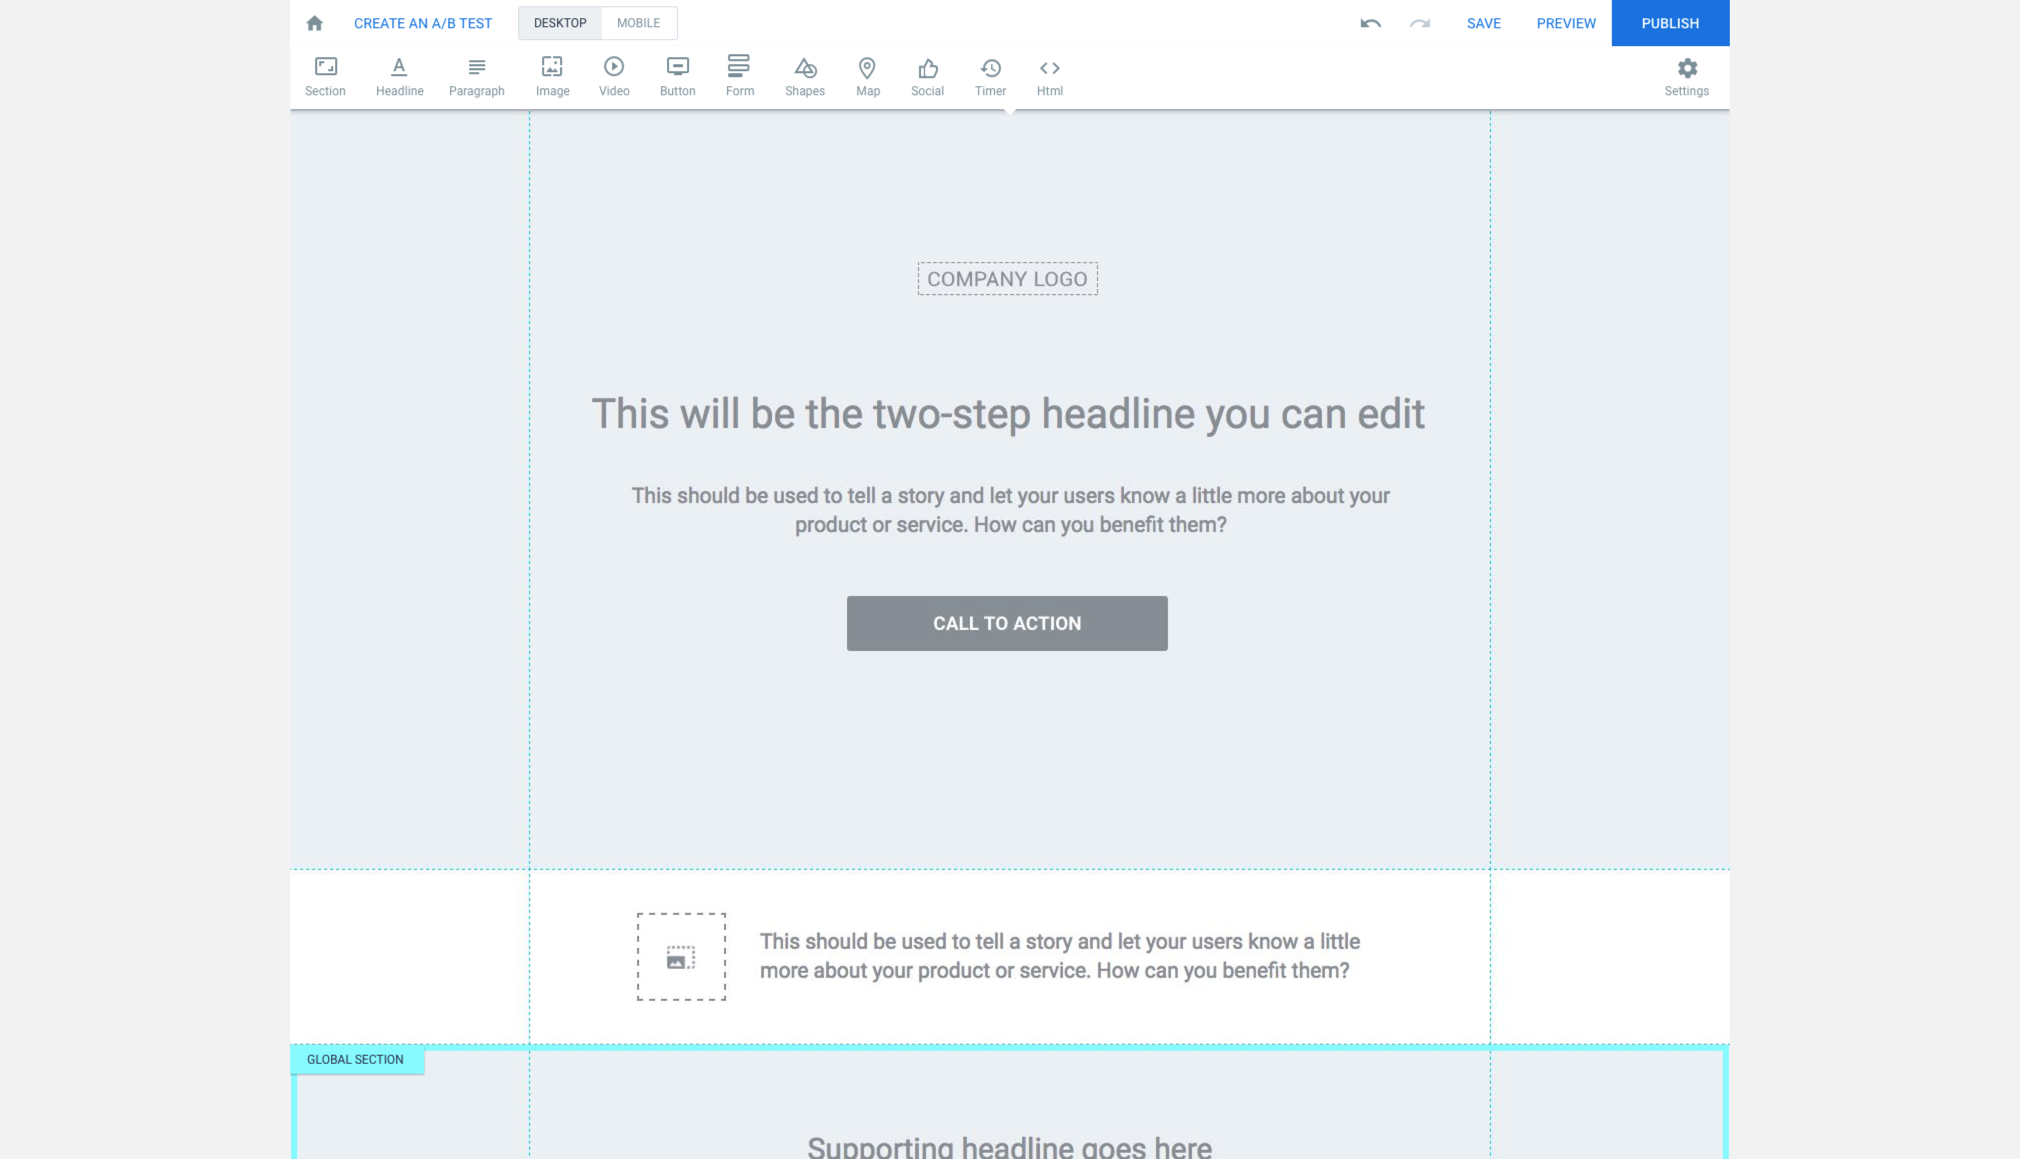 CREATE AN A/B TEST
DESKTOP
MOBILE
SAVE
PREVIEW
PUBLISH
Section
Headline
Paragraph
Image
Video
Button
Form
Shapes
Map
Social
Timer
Html
Settings
COMPANY LOGO
This will be the two-step headline you can edit
This should be used to tell a story and let your users know a little more about your
product or service. How can you benefit them?
CALL TO ACTION
This should be used to tell a story and let your users know a little
more about your product or service. How can you benefit them?
GLOBAL SECTION
Supporting headline goes here